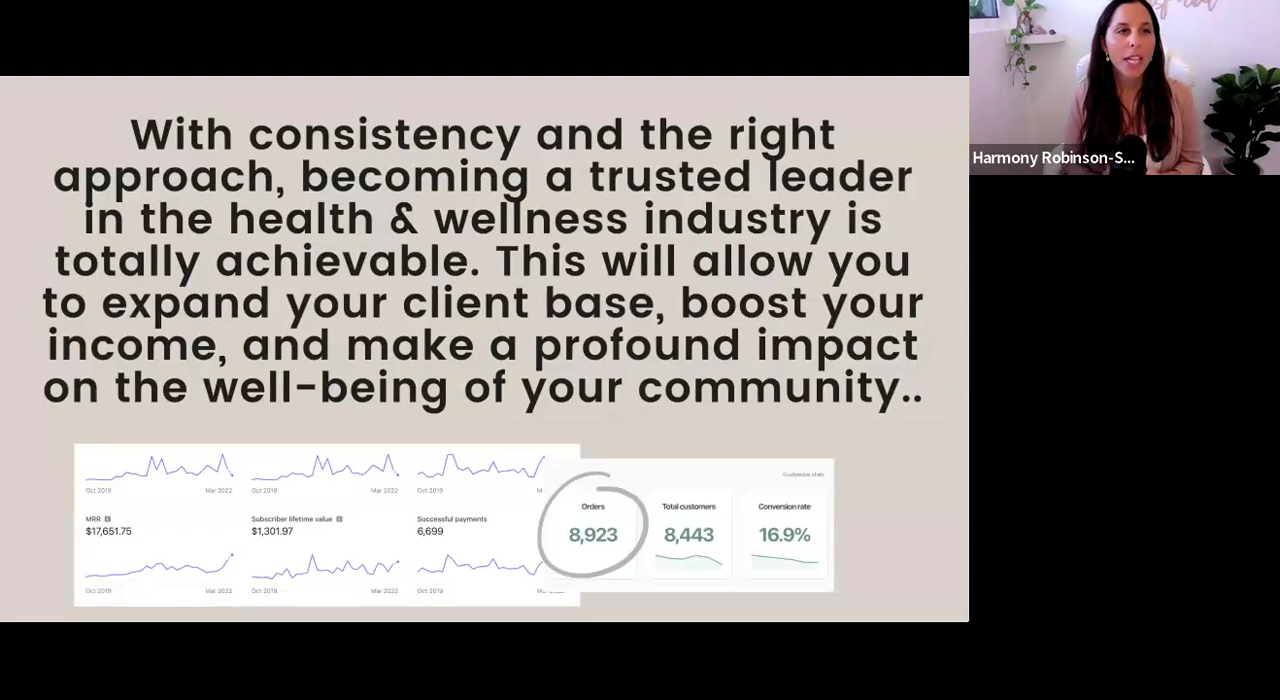 With consistency and the right
approach, becoming a trusted leader
in the health & wellness industry is
totally achievable. This will allow you
to expand your client base, boost your
income, and make a profound impact
on the well-being of your community..
Harmony Robinson-S...
Oct 2019 Mar 2022 Oct 2019 Mar 2022 Oct 2019
MRR Subscriber lifetime value Successful payments
$17,651.75 $1,301.97 6,699
Oct 2019 Mar 2022 Oct 2019 Mar 2022 Oct 2019
Customize stats
Orders Total customers Conversion rate
8,923 8,443 16.9%